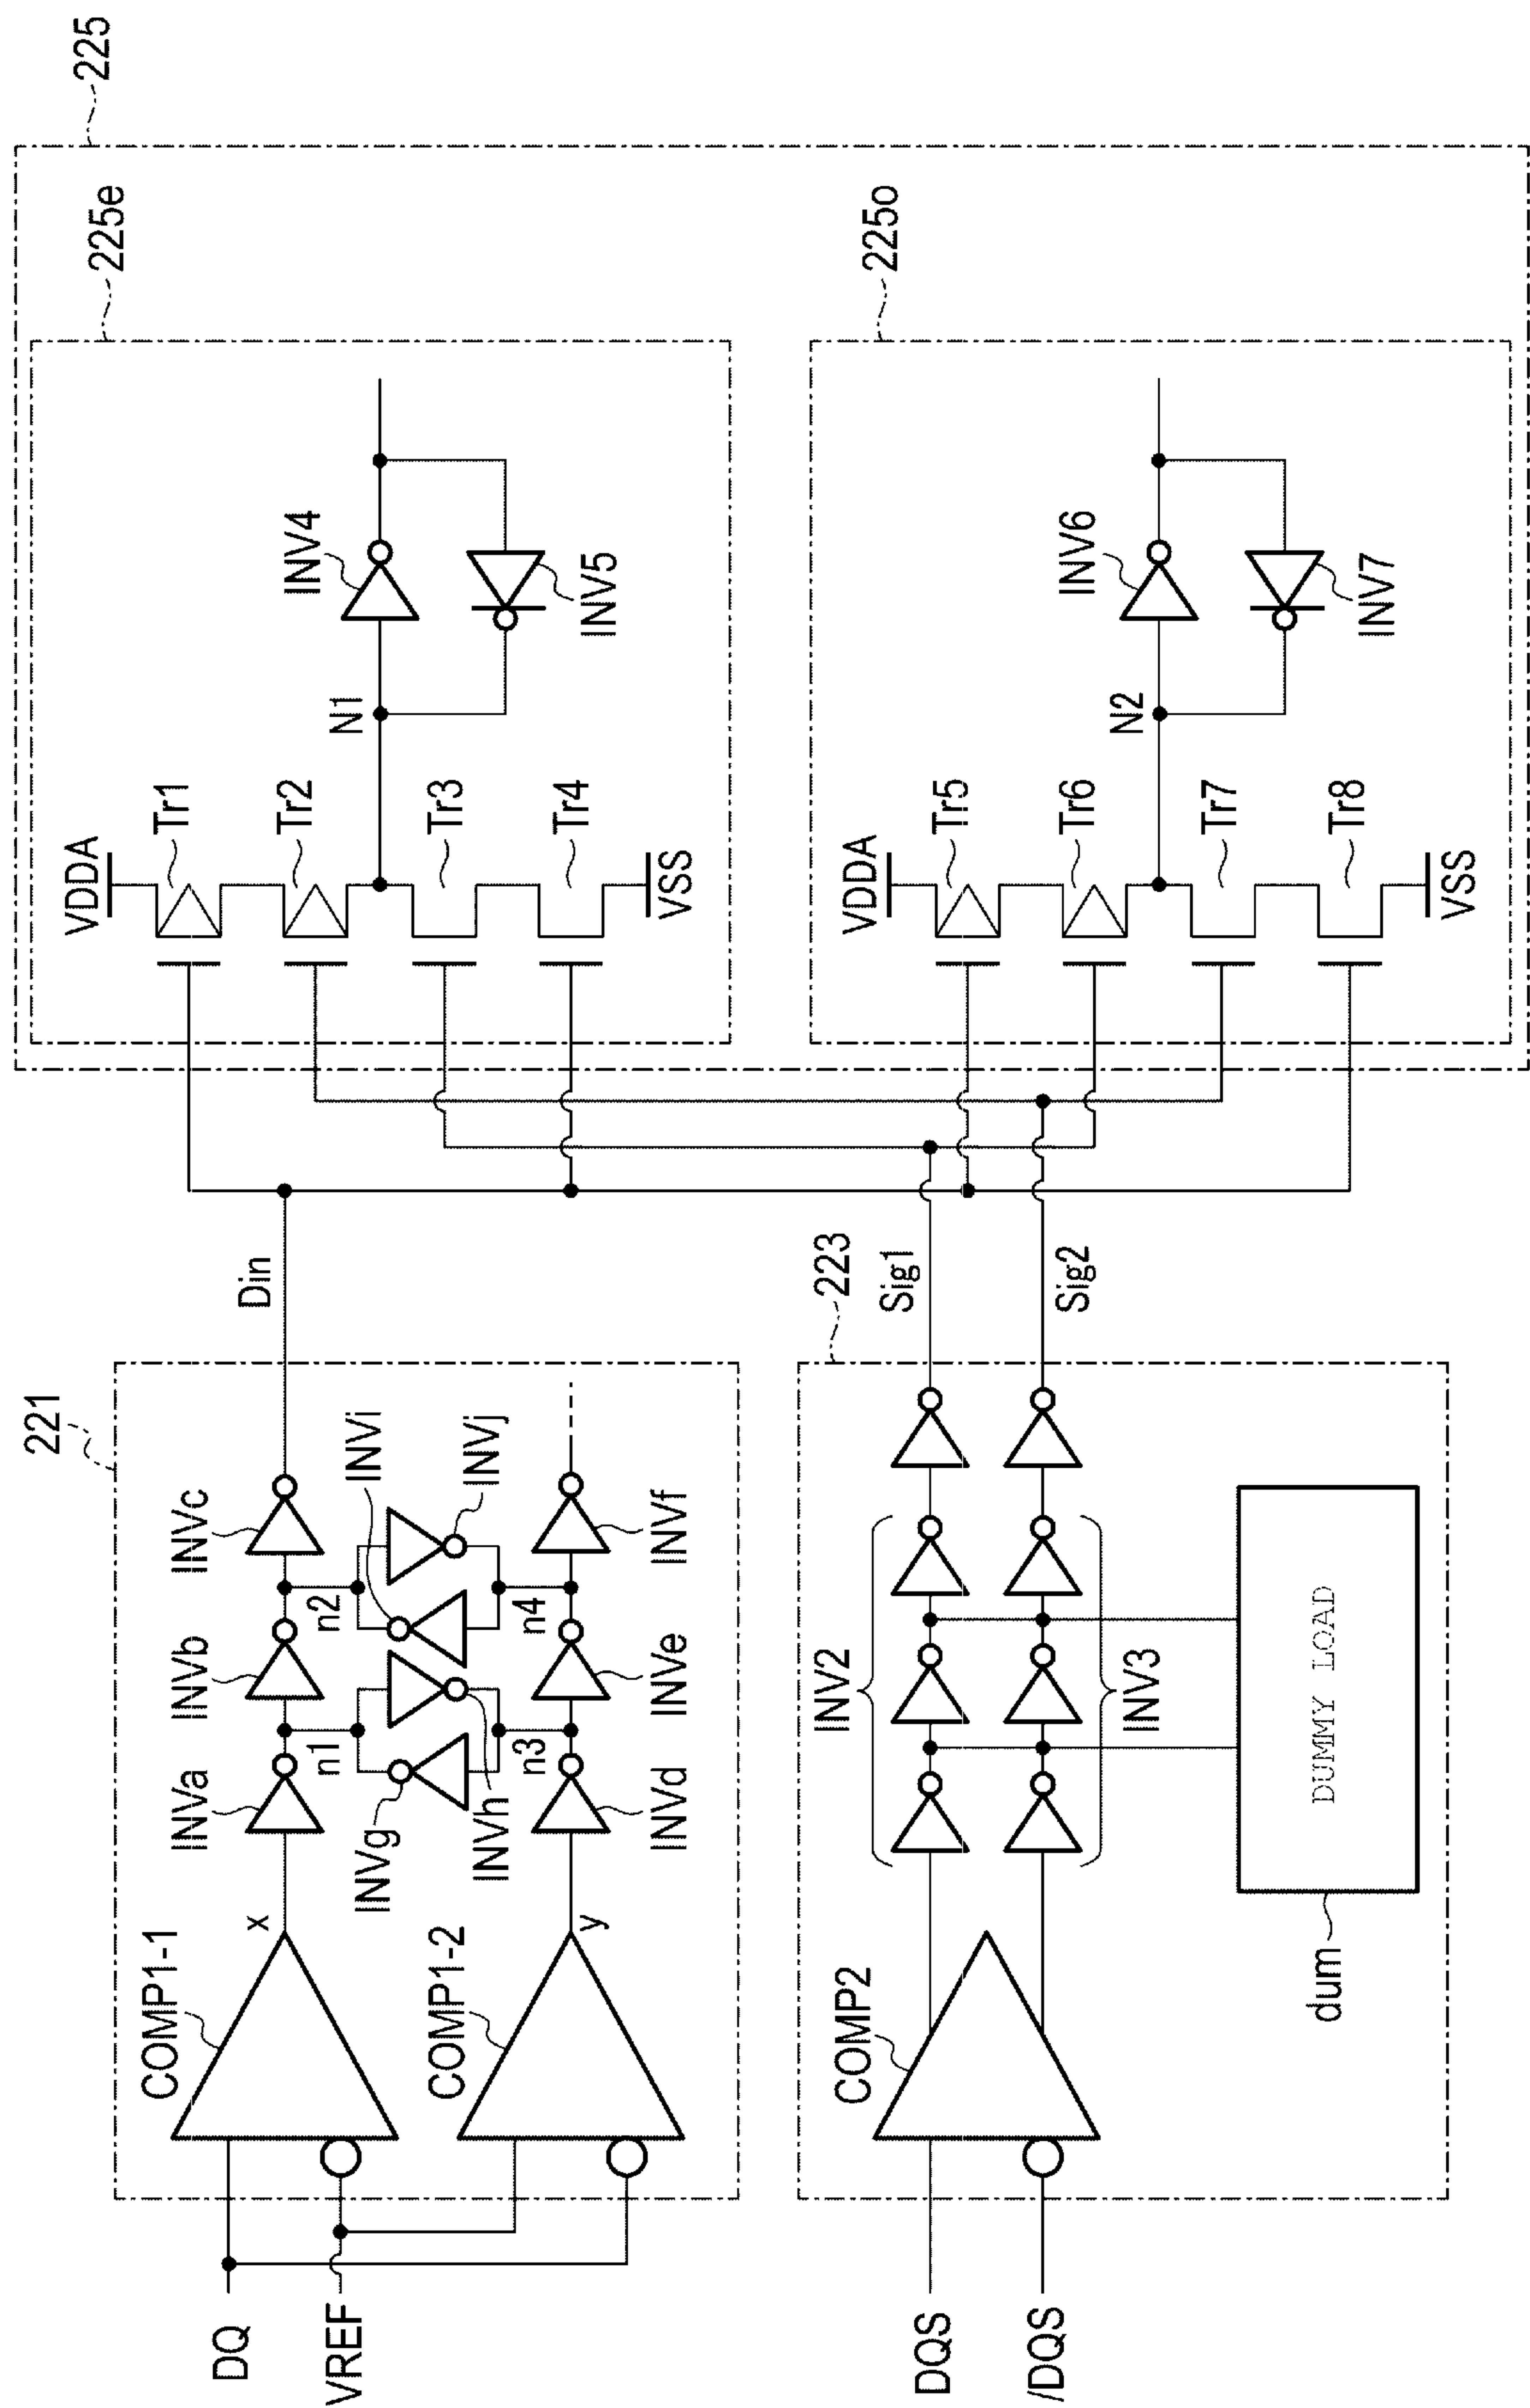 225
225e
VDDA
Tr1
Tr2
Tr3
Tr4
VSS
N1
INV4
INV5
225o
VDDA
Tr5
Tr6
Tr7
Tr8
VSS
N2
INV6
INV7
221
DQ
VREF
COMP1-1
COMP1-2
x
y
INVa
INVb
INVc
n1
n2
INVg
INVh
INVi
INVj
n3
n4
INVd
INVe
INVf
Din
223
DQS
/DQS
COMP2
INV2
INV3
Sig1
Sig2
DUMMY LOAD
dum